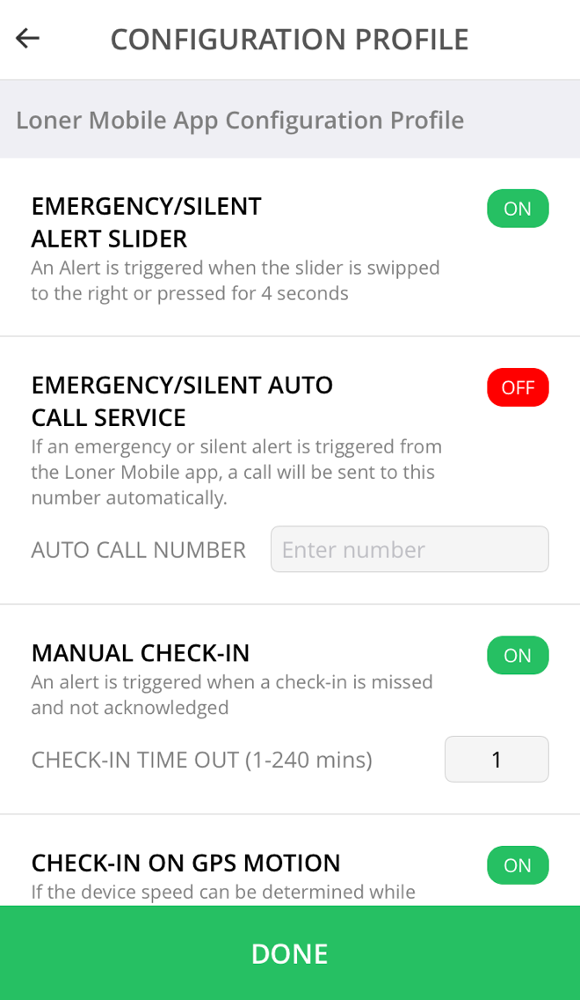 CONFIGURATION PROFILE
Loner Mobile App Configuration Profile
EMERGENCY/SILENT
ALERT SLIDER
ON
An Alert is triggered when the slider is swipped
to the right or pressed for 4 seconds
EMERGENCY/SILENT AUTO
CALL SERVICE
OFF
If an emergency or silent alert is triggered from
the Loner Mobile app, a call will be sent to this
number automatically.
AUTO CALL NUMBER Enter number
MANUAL CHECK-IN
ON
An alert is triggered when a check-in is missed
and not acknowledged
CHECK-IN TIME OUT (1-240 mins) 1
CHECK-IN ON GPS MOTION
ON
If the device speed can be determined while
DONE